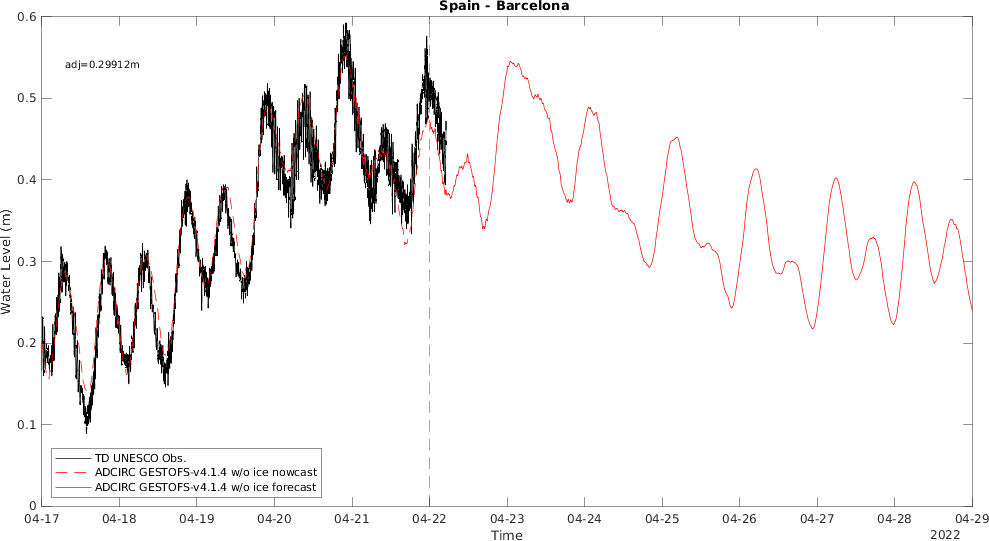 Spain - Barcelona
adj=0.29912m
Water Level (m)
0.6
0.5
0.4
0.3
0.2
0.1
0
TD UNESCO Obs.
ADCIRC GESTOFS-v4.1.4 w/o ice nowcast
ADCIRC GESTOFS-v4.1.4 w/o ice forecast
04-17 04-18 04-19 04-20 04-21 04-22 04-23 04-24 04-25 04-26 04-27 04-28 04-29
Time
2022